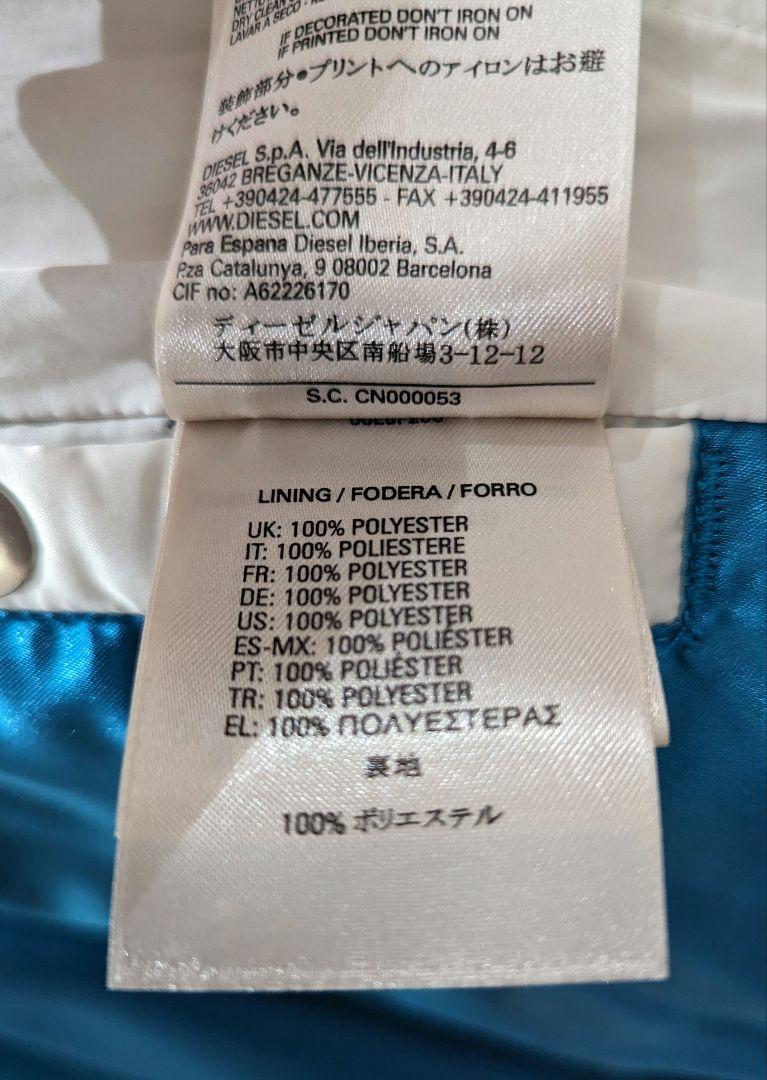 DRY CLEAN
LAVAR A SECO -
IF DECORATED DON'T IRON ON
IF PRINTED DON'T IRON ON
装飾部分●プリントへのアイロンはお避
けください。
DIESEL S.p.A. Via dell'Industria, 4-6
36042 BREGANZE-VICENZA-ITALY
TEL +390424-477555 - FAX +390424-411955
WWW.DIESEL.COM
Para Espana Diesel Iberia, S.A.
P.za Catalunya, 9 08002 Barcelona
CIF no: A62226170
ディーゼルジャパン(株)
大阪市中央区南船場3-12-12
S.C. CN000053
LINING / FODERA / FORRO
UK: 100% POLYESTER
IT: 100% POLIESTERE
FR: 100% POLYESTER
DE: 100% POLYESTER
US: 100% POLYESTER
ES-MX: 100% POLIÉSTER
PT: 100% POLIÉSTER
TR: 100% POLYESTER
EL: 100% ΠΟΛΥΕΣΤΕΡΑΣ
裏地
100% ポリエステル